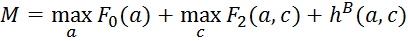 M = max_a F_0(a) + max_c F_2(a, c) + h^B(a, c)